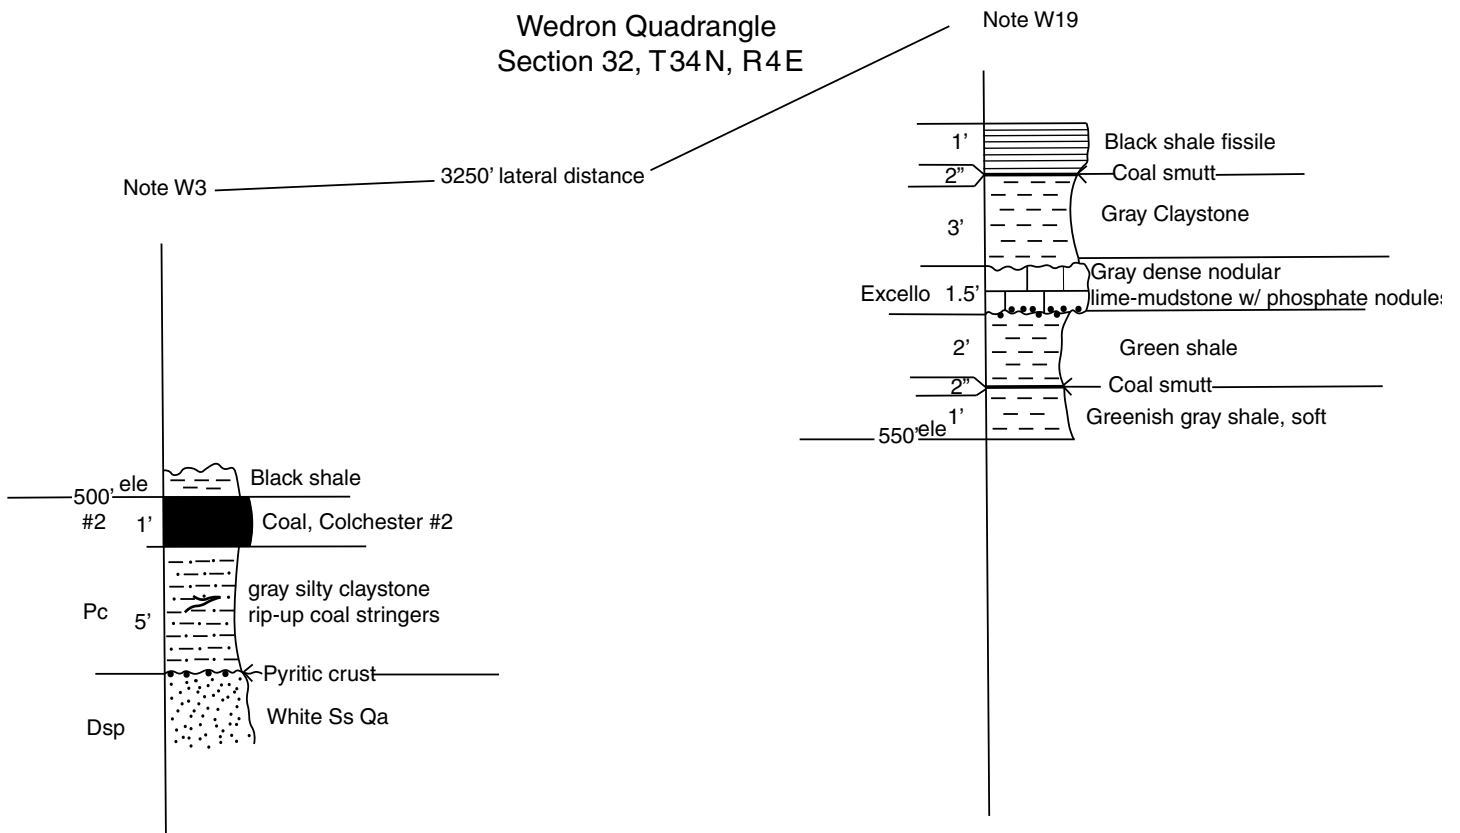 Wedron Quadrangle
Section 32, T34N, R4E
Note W19
Note W3
3250’ lateral distance
1’
Black shale fissile
2”
Coal smutt
3’
Gray Claystone
Excello
1.5’
Gray dense nodular
lime-mudstone w/ phosphate nodules
2’
Green shale
2”
Coal smutt
1’
Greenish gray shale, soft
550’ ele
Black shale
500’ ele
#2
1’
Coal, Colchester #2
Pc
5’
gray silty claystone
rip-up coal stringers
Pyritic crust
Dsp
White Ss Qa